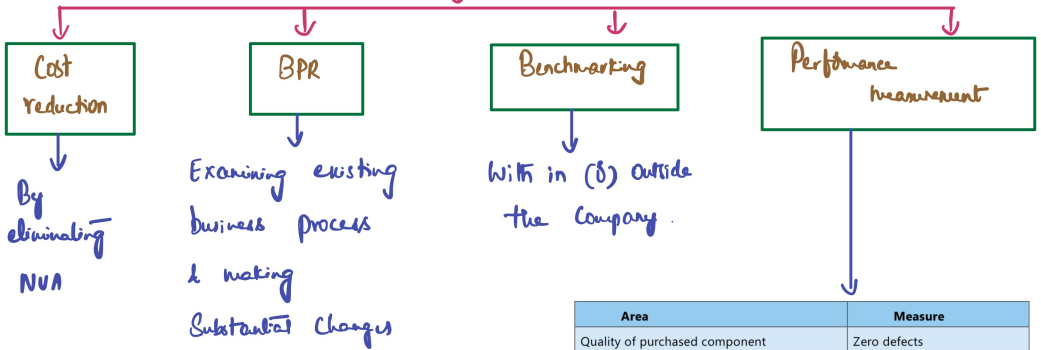 Cost
reduction
BPR
Benchmarking
Performance
measurement
By
eliminating
NVA
Examining existing
business process
& making
Substantial Changes
With in (or) outside
the Company.
Area Measure
Quality of purchased component Zero defects